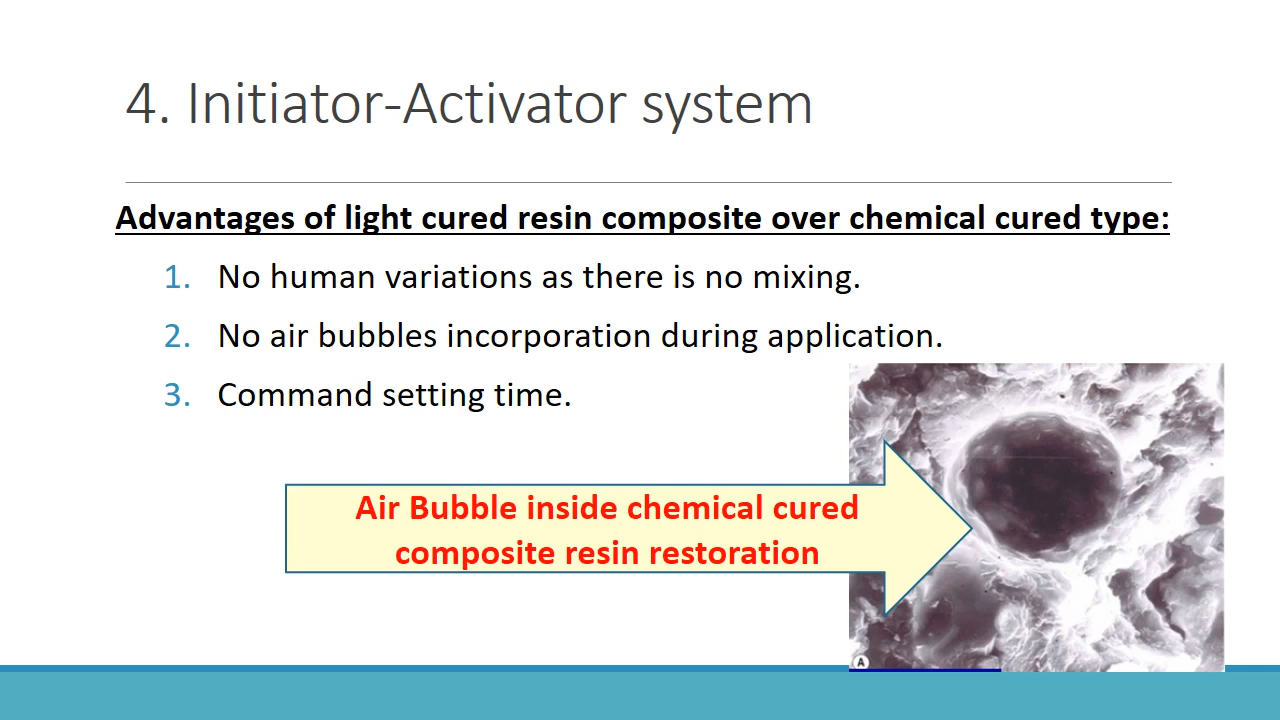 4. Initiator-Activator system
Advantages of light cured resin composite over chemical cured type:
1. No human variations as there is no mixing.
2. No air bubbles incorporation during application.
3. Command setting time.
Air Bubble inside chemical cured
composite resin restoration
A